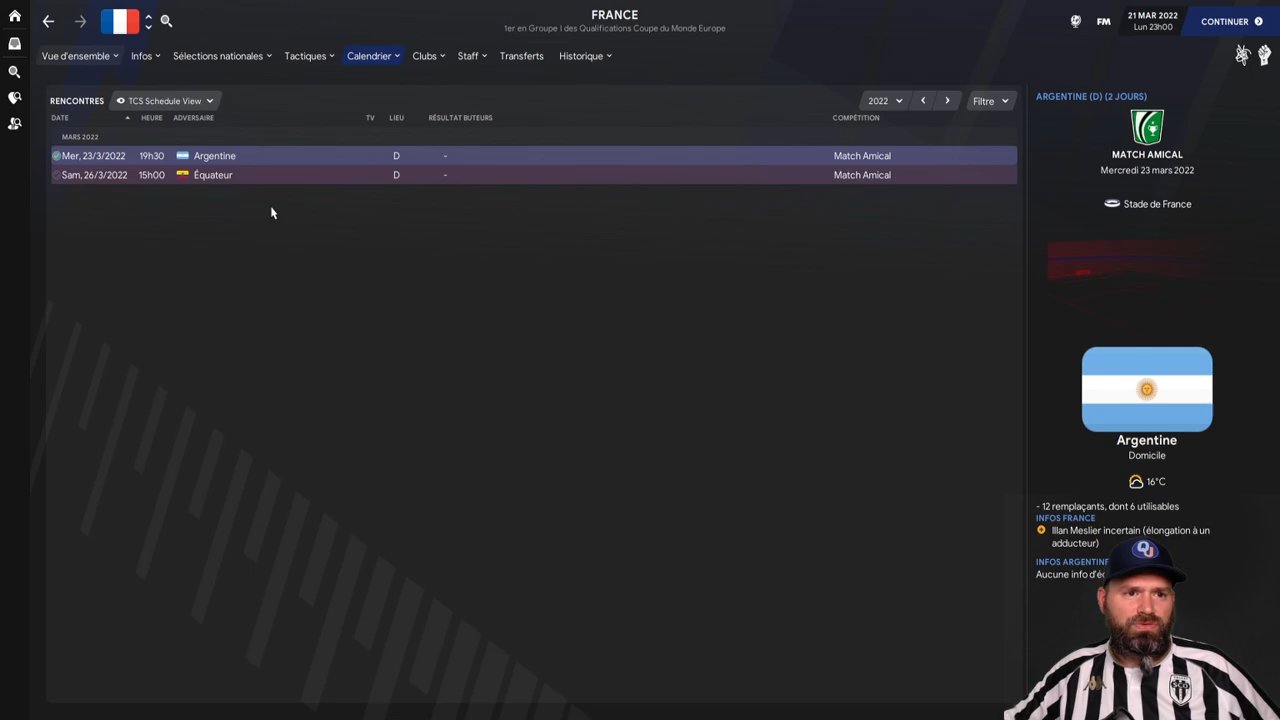 FRANCE
1er en Groupe I des Qualifications Coupe du Monde Europe
FM
21 MAR 2022
Lun 23h00
CONTINUER
Vue d'ensemble
Infos
Sélections nationales
Tactiques
Calendrier
Clubs
Staff
Transferts
Historique
RENCONTRES
TCS Schedule View
2022
Filtre
DATE HEURE ADVERSAIRE TV LIEU RÉSULTAT BUTEURS COMPÉTITION
MARS 2022
Mer, 23/3/2022 19h30 Argentine D - Match Amical
Sam, 26/3/2022 15h00 Équateur D - Match Amical
ARGENTINE (D) (2 JOURS)
MATCH AMICAL
Mercredi 23 mars 2022
Stade de France
Argentine
Domicile
16°C
- 12 remplaçants, dont 6 utilisables
INFOS FRANCE
Illan Meslier incertain (élongation à un
adducteur)
INFOS ARGENTINE
Aucune info
QJ
SCO